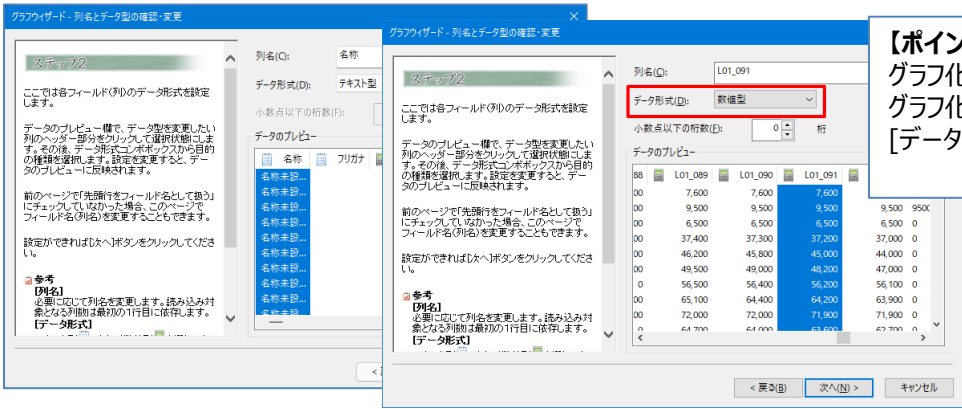 グラフウィザード - 列名とデータ型の確認・変更
ステップ2
ここでは各フィールド(列)のデータ形式を設定
します。
データのプレビュー欄で、データ型を変更したい
列のヘッダー部分をクリックして選択状態にしま
す。その後、データ形式コンボボックスから目的
の種類を選択します。設定を変更すると、デー
タのプレビューに反映されます。
前のページで「先頭行をフィールド名として扱う」
にチェックしていなかった場合、このページで
フィールド名(列名)を変更することもできます。
設定ができれば[次へ]ボタンをクリックしてくださ
い。
参考
[列名]
必要に応じて列名を変更します。読み込み対
象となる列数は最初の1行目に依存します。
[データ形式]
列名(C):
名称
データ形式(D):
テキスト型
小数点以下の桁数(F):
データのプレビュー
名称 フリガナ
名称未設...
名称未設...
名称未設...
名称未設...
名称未設...
名称未設...
名称未設...
名称未設...
名称未設...
名称未設...
グラフウィザード - 列名とデータ型の確認・変更
ステップ2
ここでは各フィールド(列)のデータ形式を設定
します。
データのプレビュー欄で、データ型を変更したい
列のヘッダー部分をクリックして選択状態にしま
す。その後、データ形式コンボボックスから目的
の種類を選択します。設定を変更すると、デー
タのプレビューに反映されます。
前のページで「先頭行をフィールド名として扱う」
にチェックしていなかった場合、このページで
フィールド名(列名)を変更することもできます。
設定ができれば[次へ]ボタンをクリックしてくださ
い。
参考
[列名]
必要に応じて列名を変更します。読み込み対
象となる列数は最初の1行目に依存します。
[データ形式]
列名(C):
L01_091
データ形式(D):
数値型
小数点以下の桁数(F):
0 桁
データのプレビュー
88 L01_089 L01_090 L01_091
00 7,600 7,600 7,600
00 9,500 9,500 9,500 9,500 950C
00 6,500 6,500 6,500 6,500 0
00 37,400 37,300 37,200 37,000 0
00 46,200 45,800 45,000 44,000 0
00 49,500 49,000 48,200 47,000 0
0 56,500 56,400 56,200 56,100 0
00 65,100 64,400 64,200 63,900 0
00 72,000 72,000 71,900 71,900 0
0 64,700 64,000 63,600 62,700 0
< 戻る(B) 次へ(N) > キャンセル
【ポイン
グラフ化
グラフ化
[データ